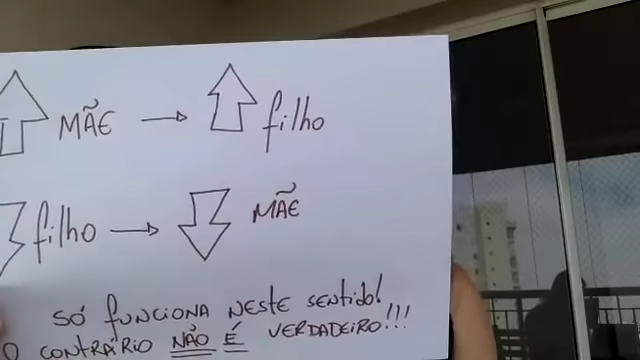 MÃE → filho
filho → MÃE
SÓ FUNCIONA NESTE SENTIDO!
O CONTRÁRIO NÃO É VERDADEIRO!!!